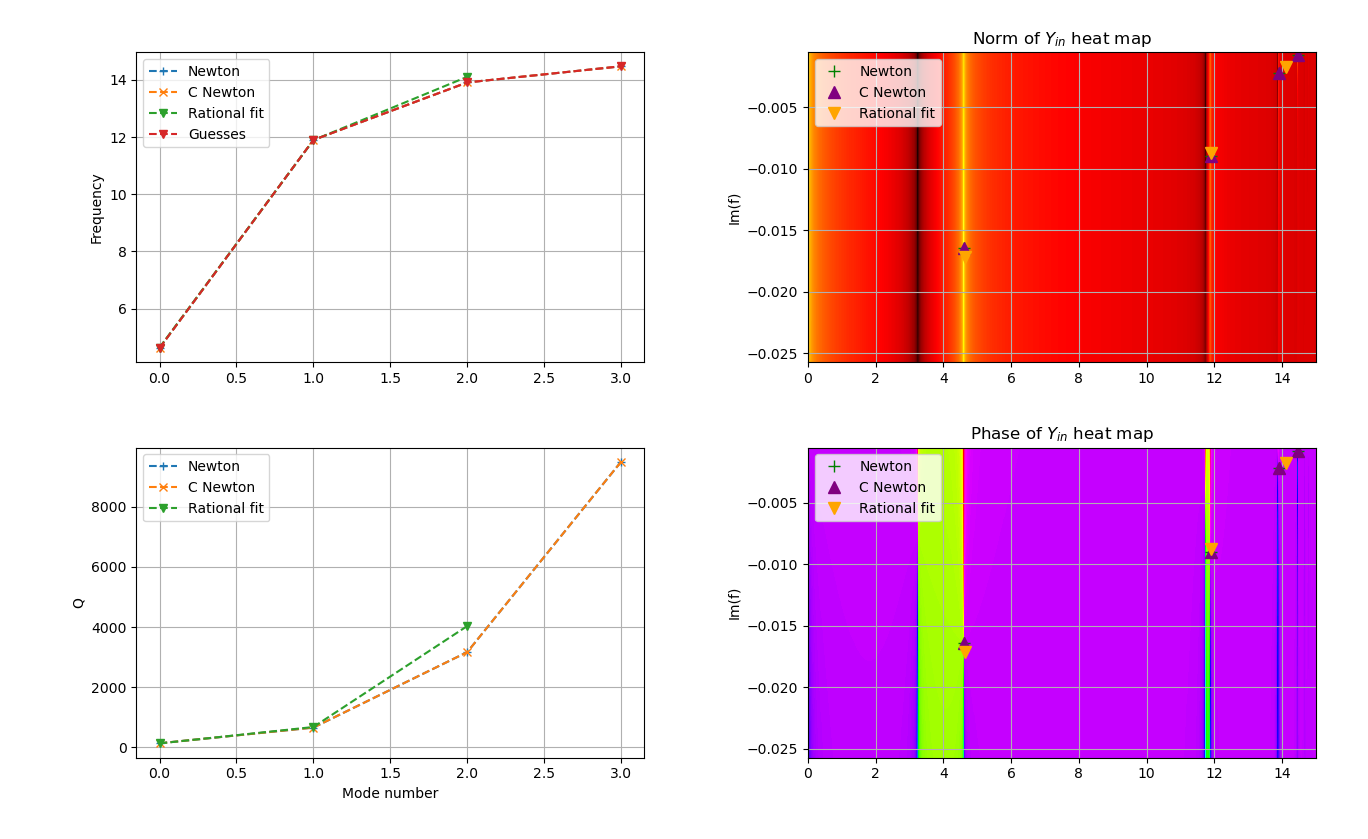 Newton
C Newton
Rational fit
Guesses
14
12
10
8
6
Frequency
0.0 0.5 1.0 1.5 2.0 2.5 3.0
Norm of Y_in heat map
Newton
C Newton
Rational fit
−0.005
−0.010
−0.015
−0.020
−0.025
Im(f)
0 2 4 6 8 10 12 14
Newton
C Newton
Rational fit
8000
6000
4000
2000
0
Q
0.0 0.5 1.0 1.5 2.0 2.5 3.0
Mode number
Phase of Y_in heat map
Newton
C Newton
Rational fit
−0.005
−0.010
−0.015
−0.020
−0.025
Im(f)
0 2 4 6 8 10 12 14